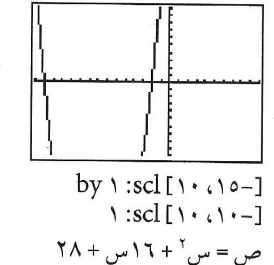 [-١٥، ١٠] scl: ١ by
[-١٠، ١٠] scl: ١
ص = س٢ + ١٦س + ٢٨